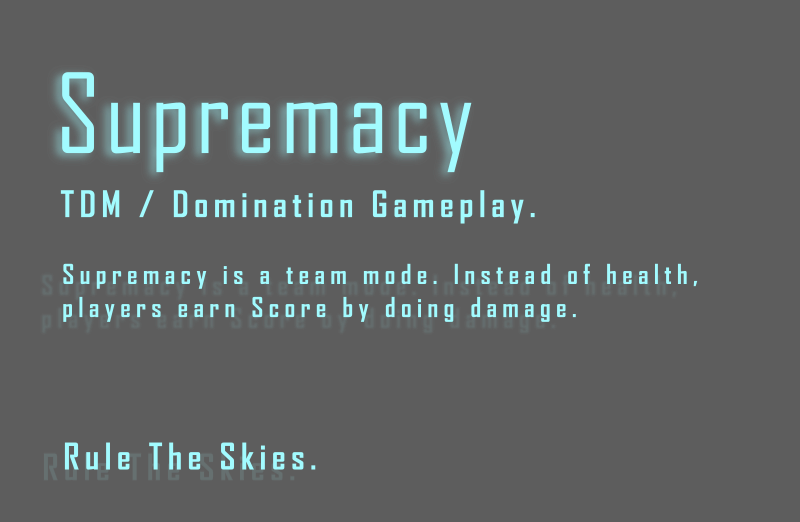 Supremacy
TDM / Domination Gameplay.
Supremacy is a team mode. Instead of health,
players earn Score by doing damage.
Rule The Skies.